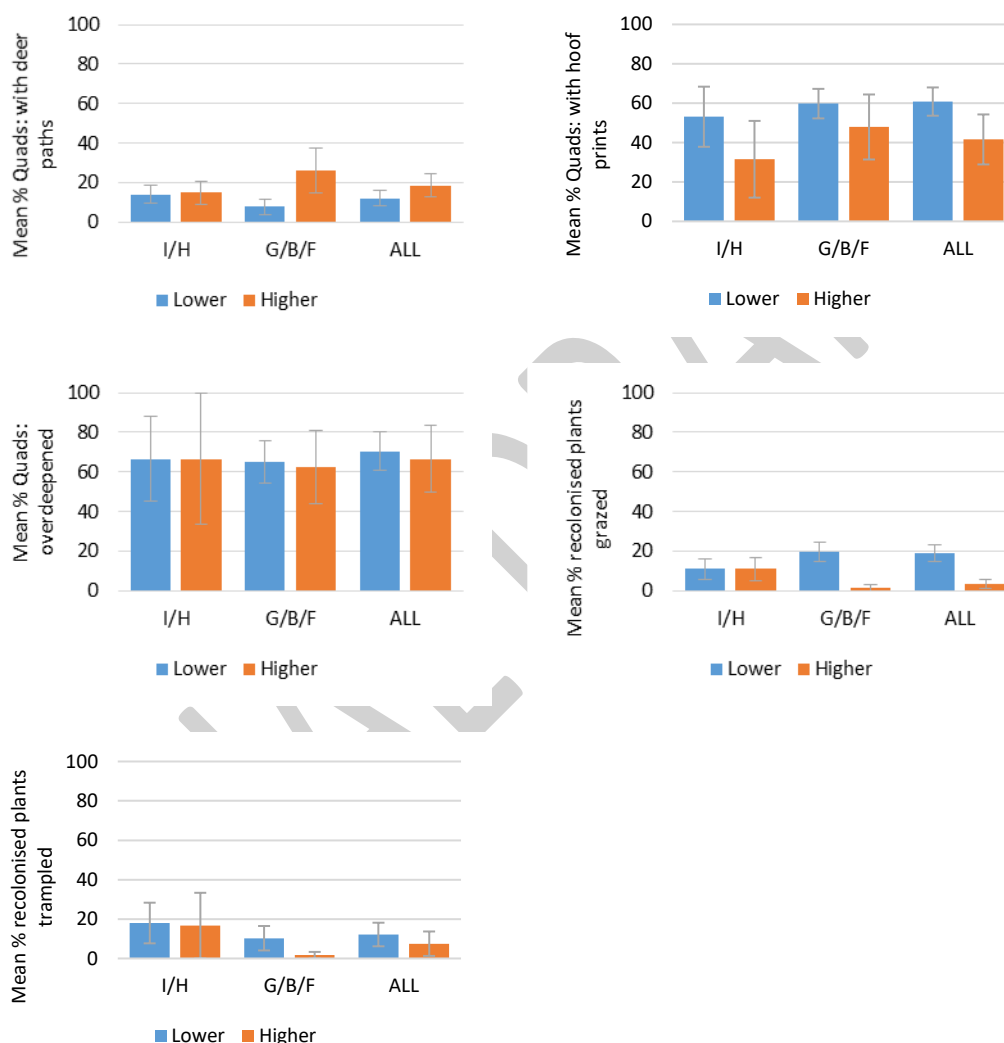 Mean % Quads: with deer
paths
100
80
60
40
20
0
I/H G/B/F ALL
Lower Higher
Mean % Quads: with hoof
prints
100
80
60
40
20
0
I/H G/B/F ALL
Lower Higher
Mean % Quads:
overdeepened
100
80
60
40
20
0
I/H G/B/F ALL
Lower Higher
Mean % recolonised plants
grazed
100
80
60
40
20
0
I/H G/B/F ALL
Lower Higher
Mean % recolonised plants
trampled
100
80
60
40
20
0
I/H G/B/F ALL
Lower Higher